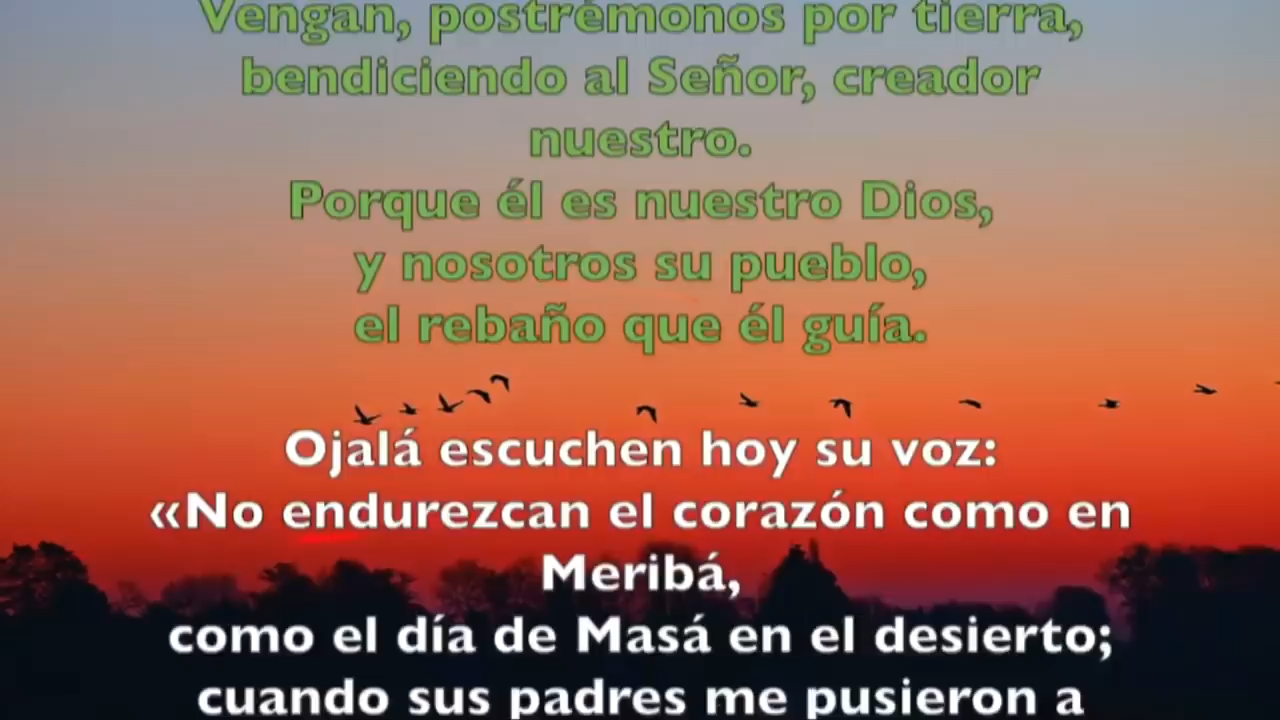 Vengan, postrémonos por tierra,
bendiciendo al Señor, creador
nuestro.
Porque él es nuestro Dios,
y nosotros su pueblo,
el rebaño que él guía.
Ojalá escuchen hoy su voz:
«No endurezcan el corazón como en
Meribá,
como el día de Masá en el desierto;
cuando sus padres me pusieron a